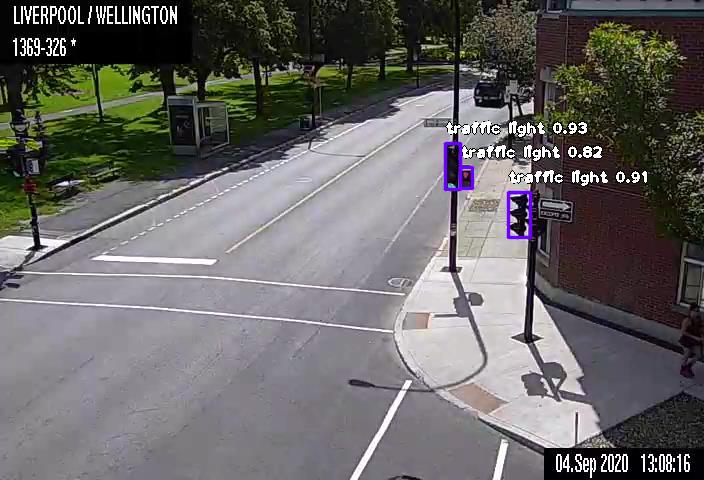 LIVERPOOL / WELLINGTON
1369-326 *
traffic light 0.93
traffic light 0.82
traffic light 0.91
04.Sep 2020 13:08:16